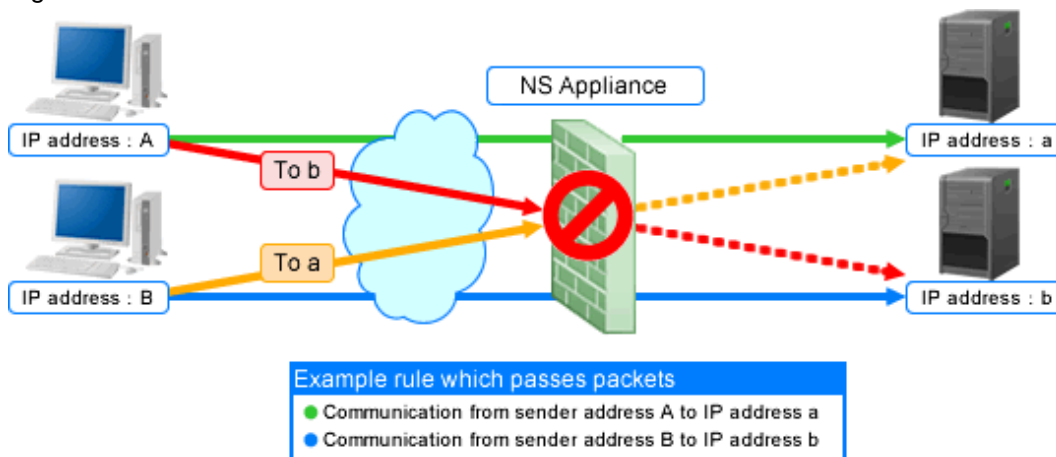 NS Appliance
IP address : A
IP address : a
To b
To a
IP address : B
IP address : b
Example rule which passes packets
Communication from sender address A to IP address a
Communication from sender address B to IP address b